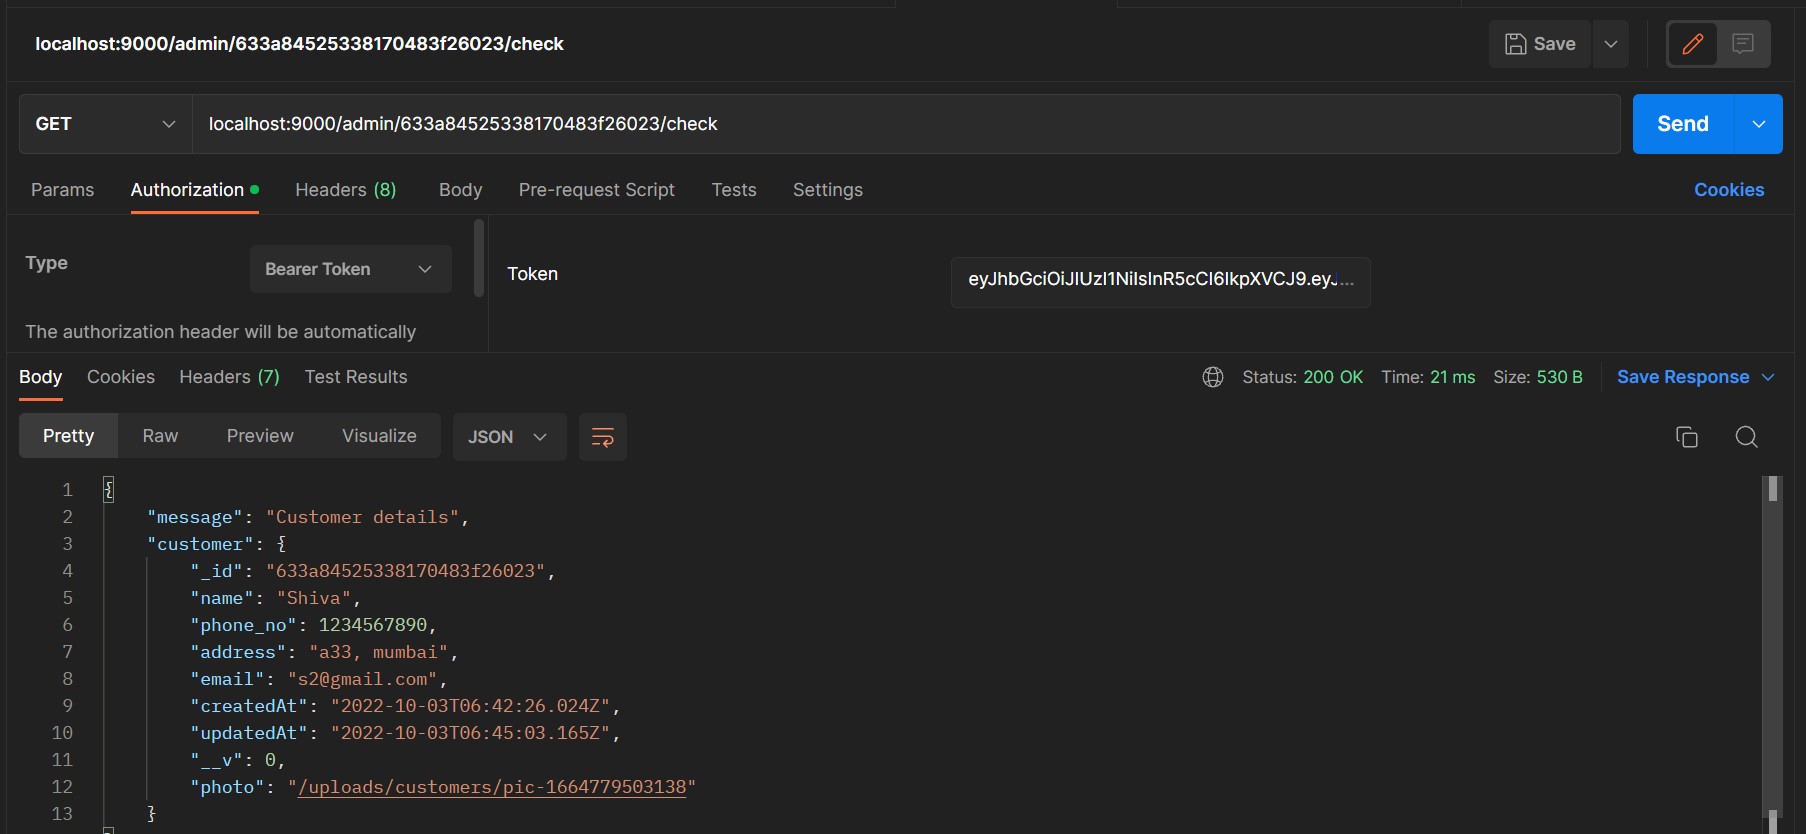 localhost:9000/admin/633a84525338170483f26023/check
Save
GET localhost:9000/admin/633a84525338170483f26023/check Send
Params Authorization Headers (8) Body Pre-request Script Tests Settings Cookies
Type Bearer Token Token eyJhbGciOiJIUzI1NiIsInR5cCI6IkpXVCJ9.eyJ...
The authorization header will be automatically
Body Cookies Headers (7) Test Results Status: 200 OK Time: 21 ms Size: 530 B Save Response
Pretty Raw Preview Visualize JSON
1 {
2 "message": "Customer details",
3 "customer": {
4 "_id": "633a84525338170483f26023",
5 "name": "Shiva",
6 "phone_no": 1234567890,
7 "address": "a33, mumbai",
8 "email": "s2@gmail.com",
9 "createdAt": "2022-10-03T06:42:26.024Z",
10 "updatedAt": "2022-10-03T06:45:03.165Z",
11 "__v": 0,
12 "photo": "/uploads/customers/pic-1664779503138"
13 }